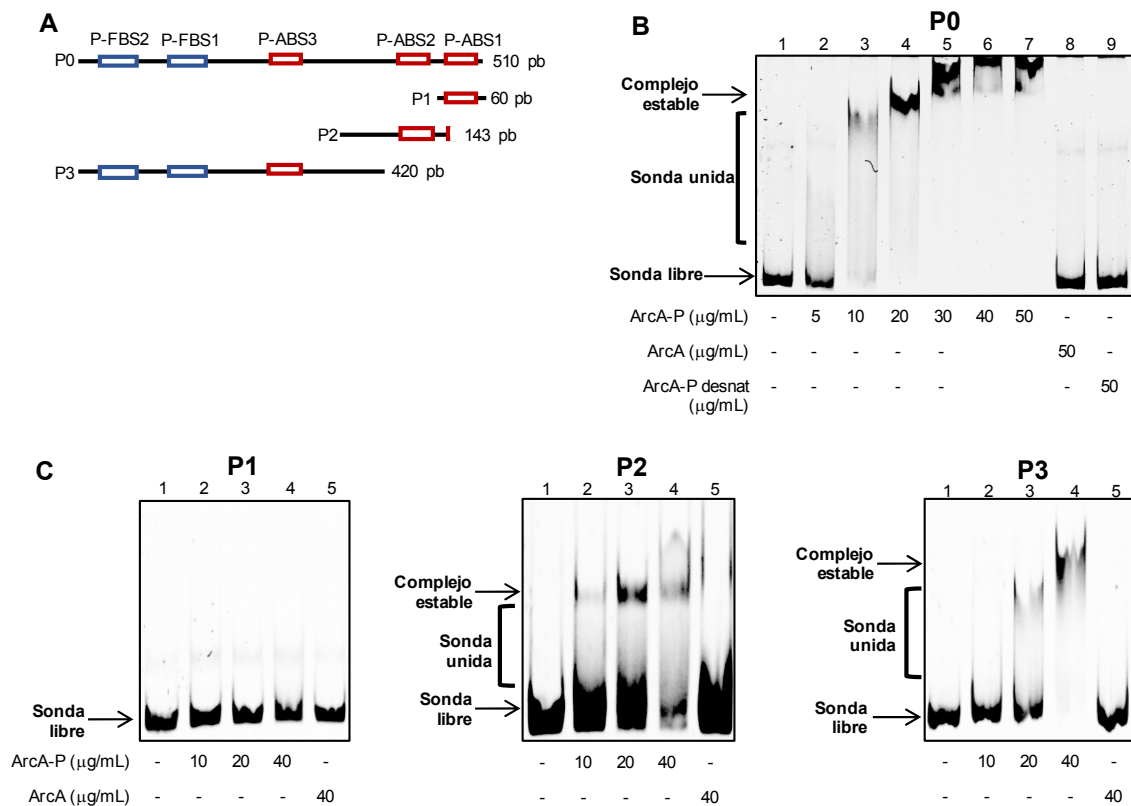 A
P-FBS2 P-FBS1 P-ABS3 P-ABS2 P-ABS1
P0 510 pb
P1 60 pb
P2 143 pb
P3 420 pb
B
P0
1 2 3 4 5 6 7 8 9
Complejo
estable
Sonda unida
Sonda libre
ArcA-P (μg/mL) - 5 10 20 30 40 50 - -
ArcA (μg/mL) - - - - - - - 50 -
ArcA-P desnat
(μg/mL) - - - - - - - - 50
C
P1
1 2 3 4 5
Sonda
libre
ArcA-P (μg/mL) - 10 20 40 -
ArcA (μg/mL) - - - - 40
P2
1 2 3 4 5
Complejo
estable
Sonda
unida
Sonda
libre
- 10 20 40 -
- - - - 40
P3
1 2 3 4 5
Complejo
estable
Sonda
unida
Sonda
libre
- 10 20 40 -
- - - - 40